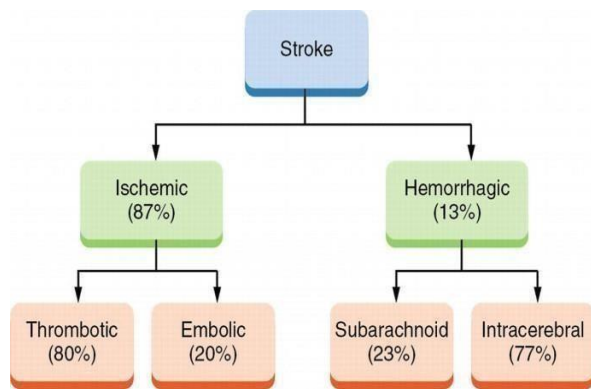 Stroke
Ischemic
(87%)
Hemorrhagic
(13%)
Thrombotic
(80%)
Embolic
(20%)
Subarachnoid
(23%)
Intracerebral
(77%)